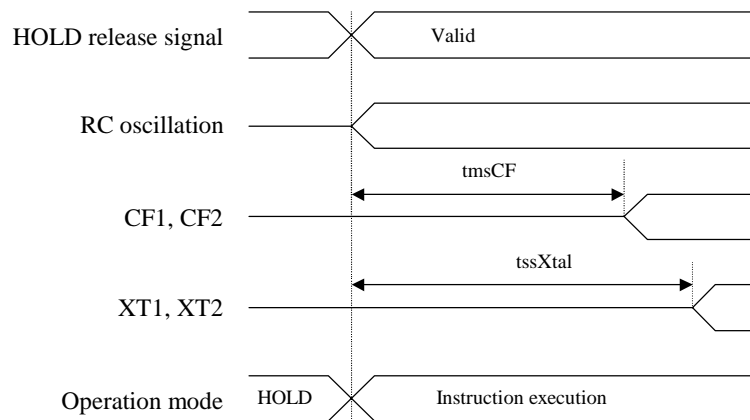 HOLD release signal
Valid
RC oscillation
tmsCF
CF1, CF2
tssXtal
XT1, XT2
Operation mode
HOLD
Instruction execution